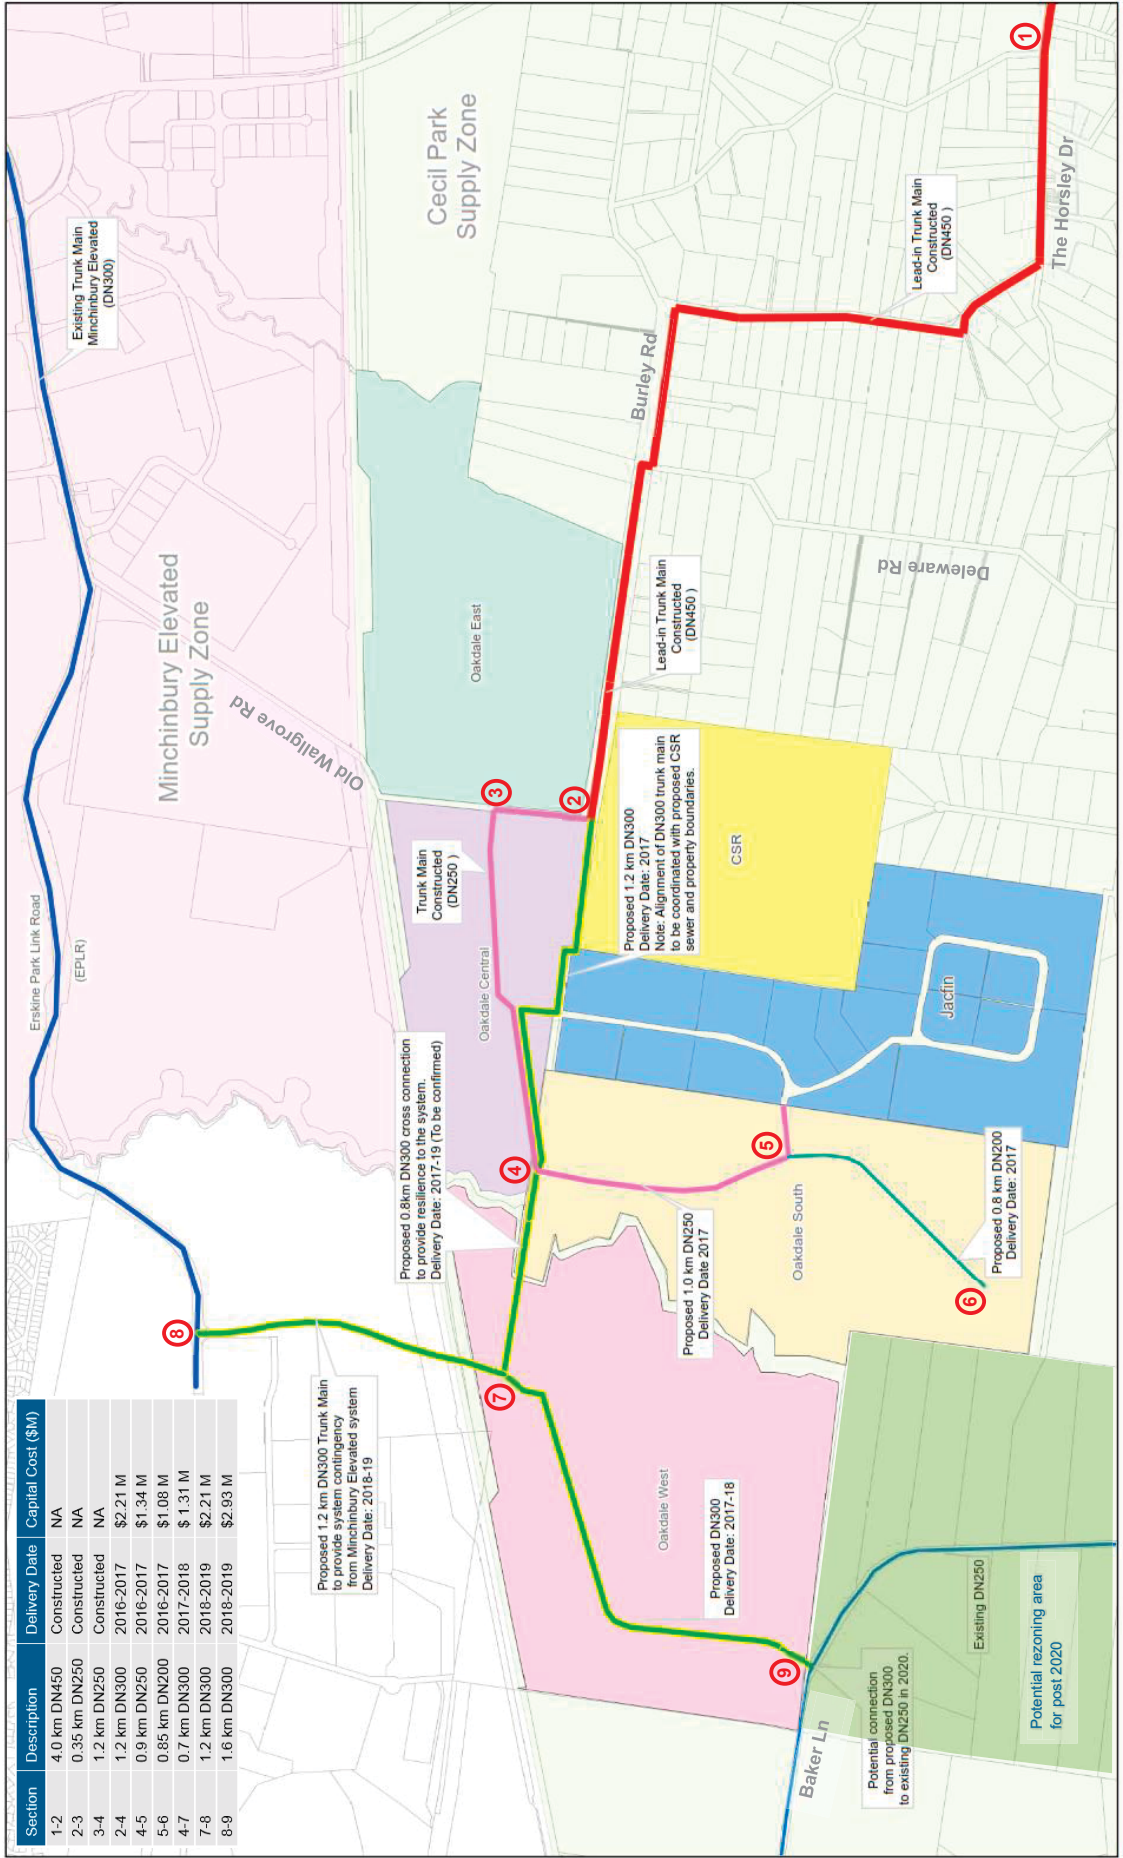 Section Description Delivery Date Capital Cost ($M)
1-2 4.0 km DN450 Constructed NA
2-3 0.35 km DN250 Constructed NA
3-4 1.2 km DN250 Constructed NA
2-4 1.2 km DN300 2016-2017 $2.21 M
4-5 0.9 km DN250 2016-2017 $1.34 M
5-6 0.85 km DN200 2016-2017 $1.08 M
4-7 0.7 km DN300 2017-2018 $ 1.31 M
7-8 1.2 km DN300 2018-2019 $2.21 M
8-9 1.6 km DN300 2018-2019 $2.93 M
8
Erskine Park Link Road
(EPLR)
Existing Trunk Main
Minchinbury Elevated
(DN300)
Minchinbury Elevated
Supply Zone
Old Wallgrove Rd
Proposed 1.2 km DN300 Trunk Main
to provide system contingency
from Minchinbury Elevated system
Delivery Date: 2018-19
Proposed 0.8km DN300 cross connection
to provide resilience to the system.
Delivery Date: 2017-19 (To be confirmed)
Trunk Main
Constructed
(DN250 )
Cecil Park
Supply Zone
Oakdale Central
Oakdale East
7
4
3
2
Proposed 1.2 km DN300
Delivery Date: 2017
Note: Alignment of DN300 trunk main
to be coordinated with proposed CSR
sewer and property boundaries.
Lead-in Trunk Main
Constructed
(DN450 )
Burley Rd
Oakdale West
Proposed DN300
Delivery Date: 2017-18
Proposed 1.0 km DN250
Delivery Date 2017
CSR
9
5
Oakdale South
Baker Ln
Potential connection
from proposed DN300
to existing DN250 in 2020.
Existing DN250
6
Proposed 0.8 km DN200
Delivery Date: 2017
Jacfin
Deleware Rd
Lead-in Trunk Main
Constructed
(DN450 )
1
The Horsley Dr
Potential rezoning area
for post 2020